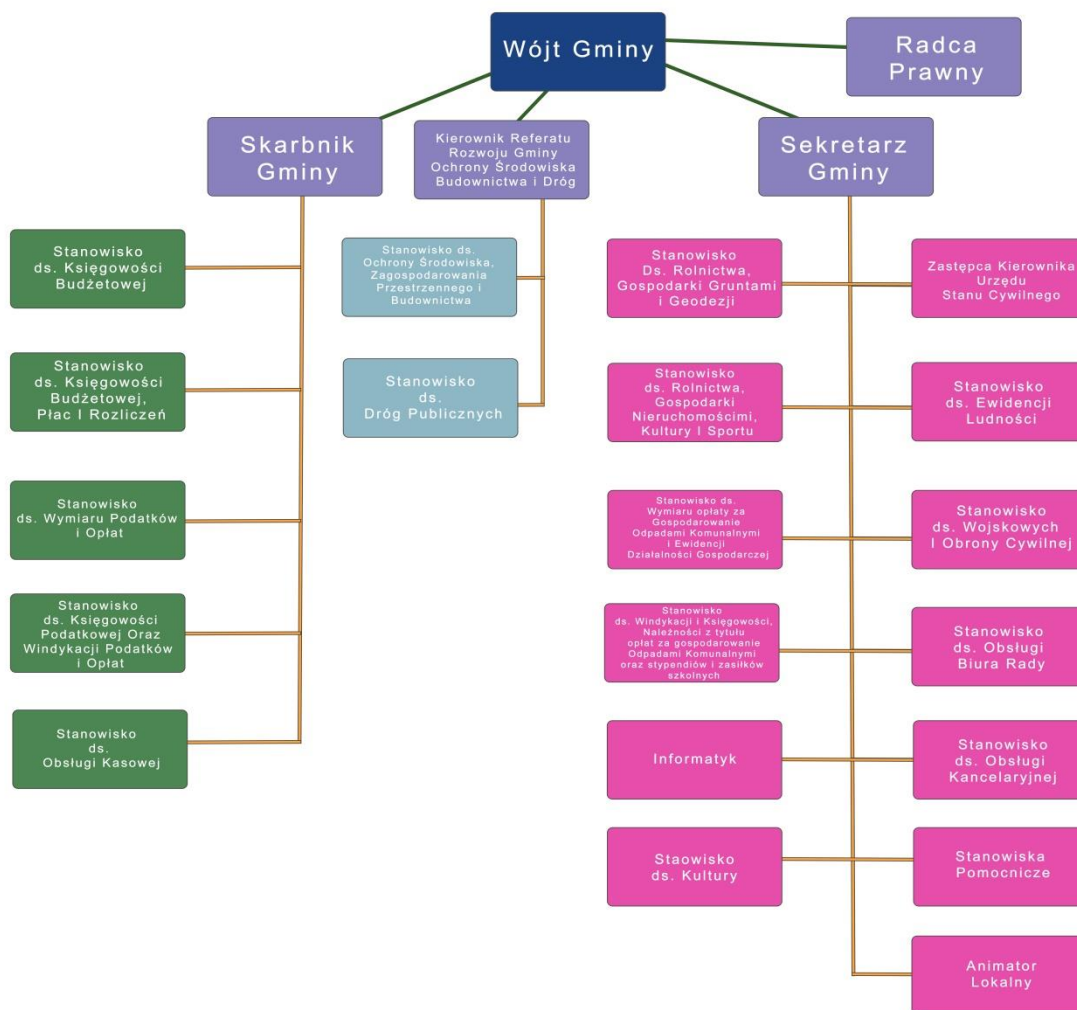 Wójt Gminy
Radca
Prawny
Skarbnik
Gminy
Kierownik Referatu
Rozwoju Gminy
Ochrony Środowiska
Budownictwa i Dróg
Sekretarz
Gminy
Stanowisko
ds. Księgowości
Budżetowej
Stanowisko
ds. Księgowości
Budżetowej,
Płac I Rozliczeń
Stanowisko
ds. Wymiaru Podatków
i Opłat
Stanowisko
ds. Księgowości
Podatkowej Oraz
Windykacji Podatków
i Opłat
Stanowisko
ds.
Obsługi Kasowej
Stanowisko ds.
Ochrony Środowiska,
Zagospodarowania
Przestrzennego i
Budownictwa
Stanowisko
ds.
Dróg Publicznych
Stanowisko
Ds. Rolnictwa,
Gospodarki Gruntami
i Geodezji
Stanowisko
ds. Rolnictwa,
Gospodarki
Nieruchomościmi,
Kultury I Sportu
Stanowisko ds.
Wymiaru opłaty za
Gospodarowanie
Odpadami Komunalnymi
i Ewidencji
Działalności Gospodarczej
Stanowisko
ds. Windykacji i Księgowości,
Należności z tytułu
opłat za gospodarowanie
Odpadami Komunalnymi
oraz stypendiów i zasiłków
szkolnych
Informatyk
Staowisko
ds. Kultury
Zastępca Kierownika
Urzędu
Stanu Cywilnego
Stanowisko
ds. Ewidencji
Ludności
Stanowisko
ds. Wojskowych
I Obrony Cywilnej
Stanowisko
ds. Obsługi
Biura Rady
Stanowisko
ds. Obsługi
Kancelaryjnej
Stanowiska
Pomocnicze
Animator
Lokalny